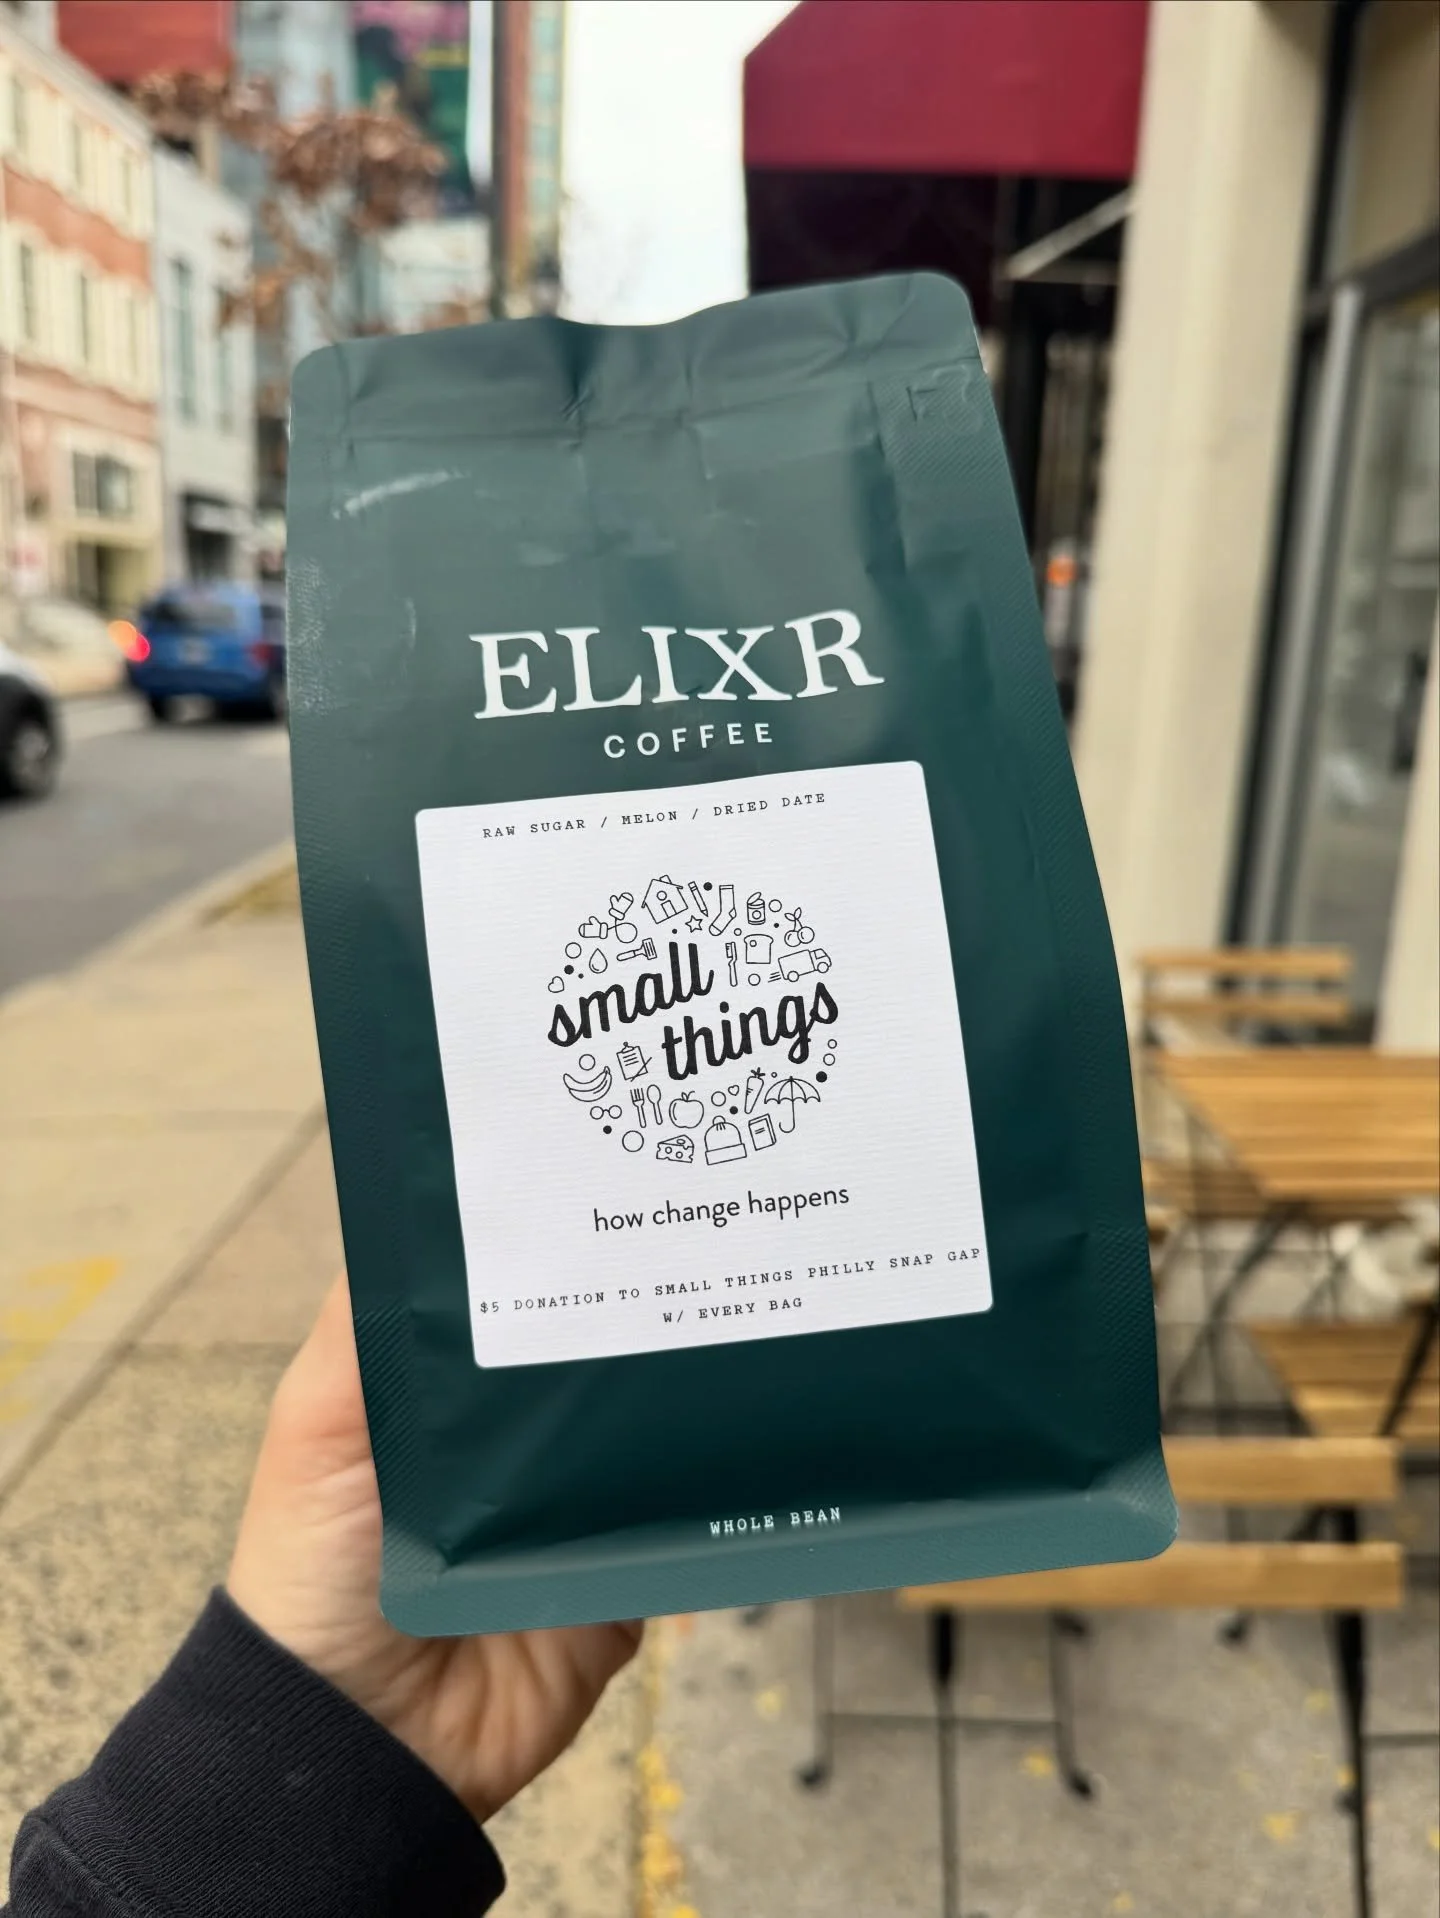 ELIXR
COFFEE
RAW SUGAR / MELON / DRIED DATE
small
things
how change happens
$5 DONATION TO SMALL THINGS PHILLY SNAP GAP
W/ EVERY BAG
WHOLE BEAN